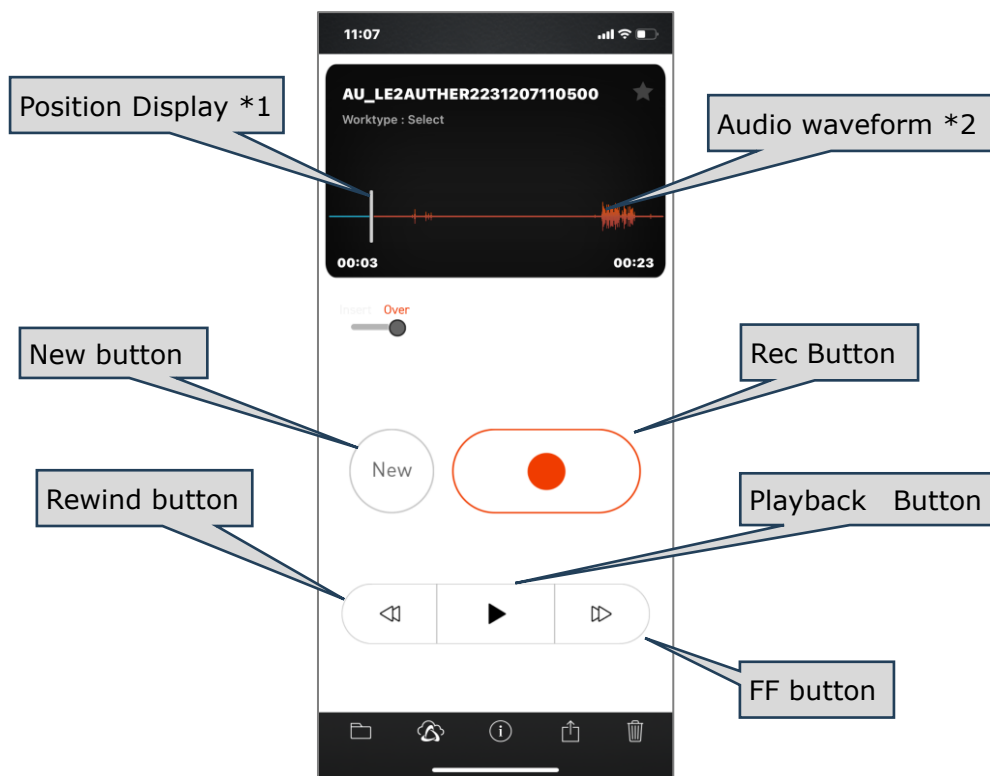 11:07
Position Display *1
AU_LE2AUTHER2231207110500
Worktype : Select
Audio waveform *2
00:03
00:23
Insert Over
New button
Rec Button
New
Rewind button
Playback Button
FF button